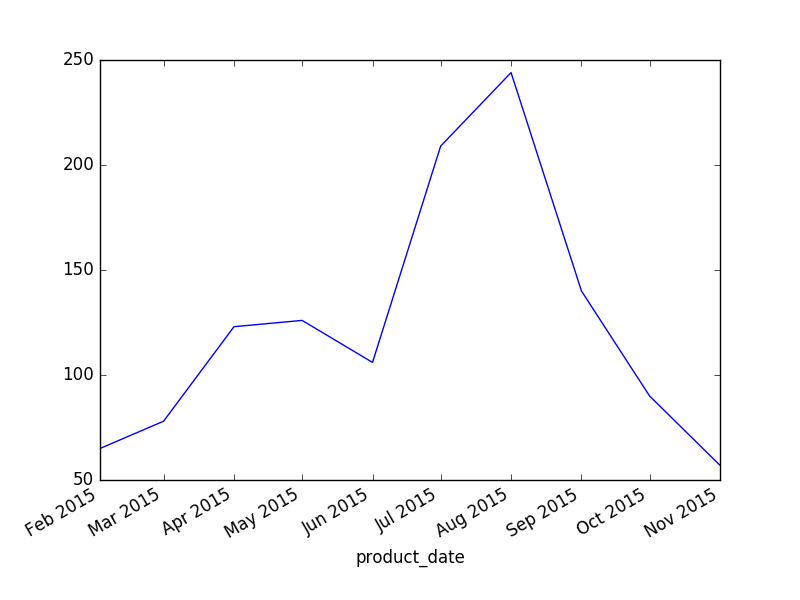 250
200
150
100
50
Feb 2015
Mar 2015
Apr 2015
May 2015
Jun 2015
Jul 2015
Aug 2015
Sep 2015
Oct 2015
Nov 2015
product_date